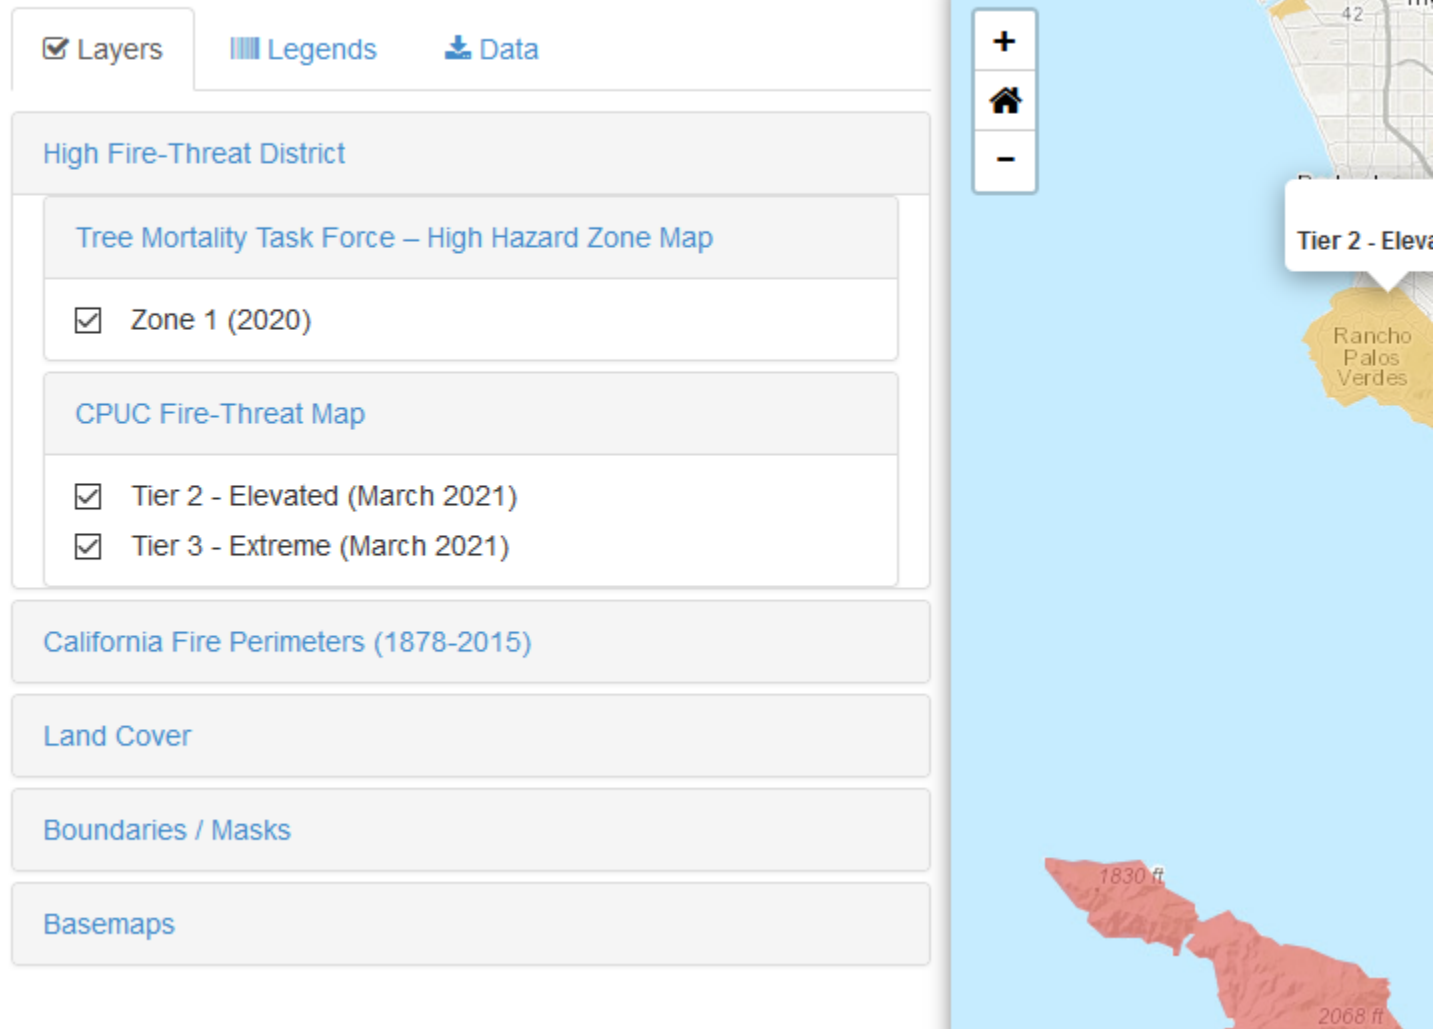 Layers
Legends
Data
High Fire-Threat District
Tree Mortality Task Force – High Hazard Zone Map
Zone 1 (2020)
CPUC Fire-Threat Map
Tier 2 - Elevated (March 2021)
Tier 3 - Extreme (March 2021)
California Fire Perimeters (1878-2015)
Land Cover
Boundaries / Masks
Basemaps
+
−
42
Tier 2 - Eleva
Rancho
Palos
Verdes
1830 ft
2068 ft